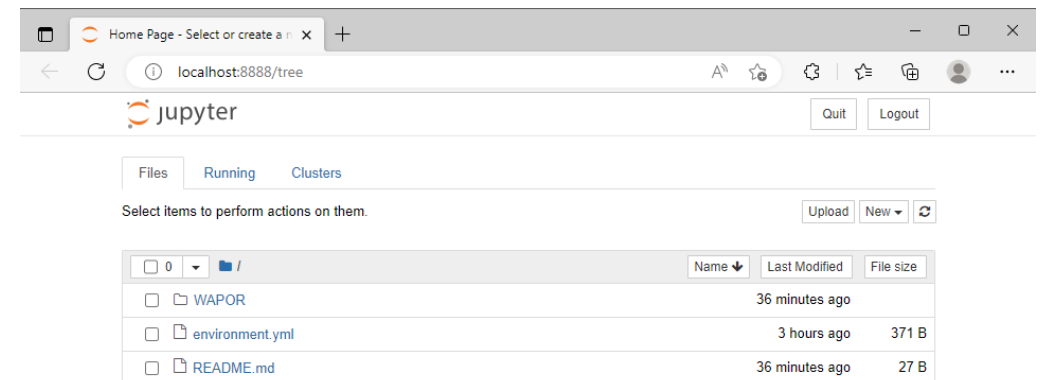 Home Page - Select or create a n
localhost:8888/tree
jupyter
Quit Logout
Files Running Clusters
Select items to perform actions on them.
Upload New
0 /
Name Last Modified File size
WAPOR 36 minutes ago
environment.yml 3 hours ago 371 B
README.md 36 minutes ago 27 B